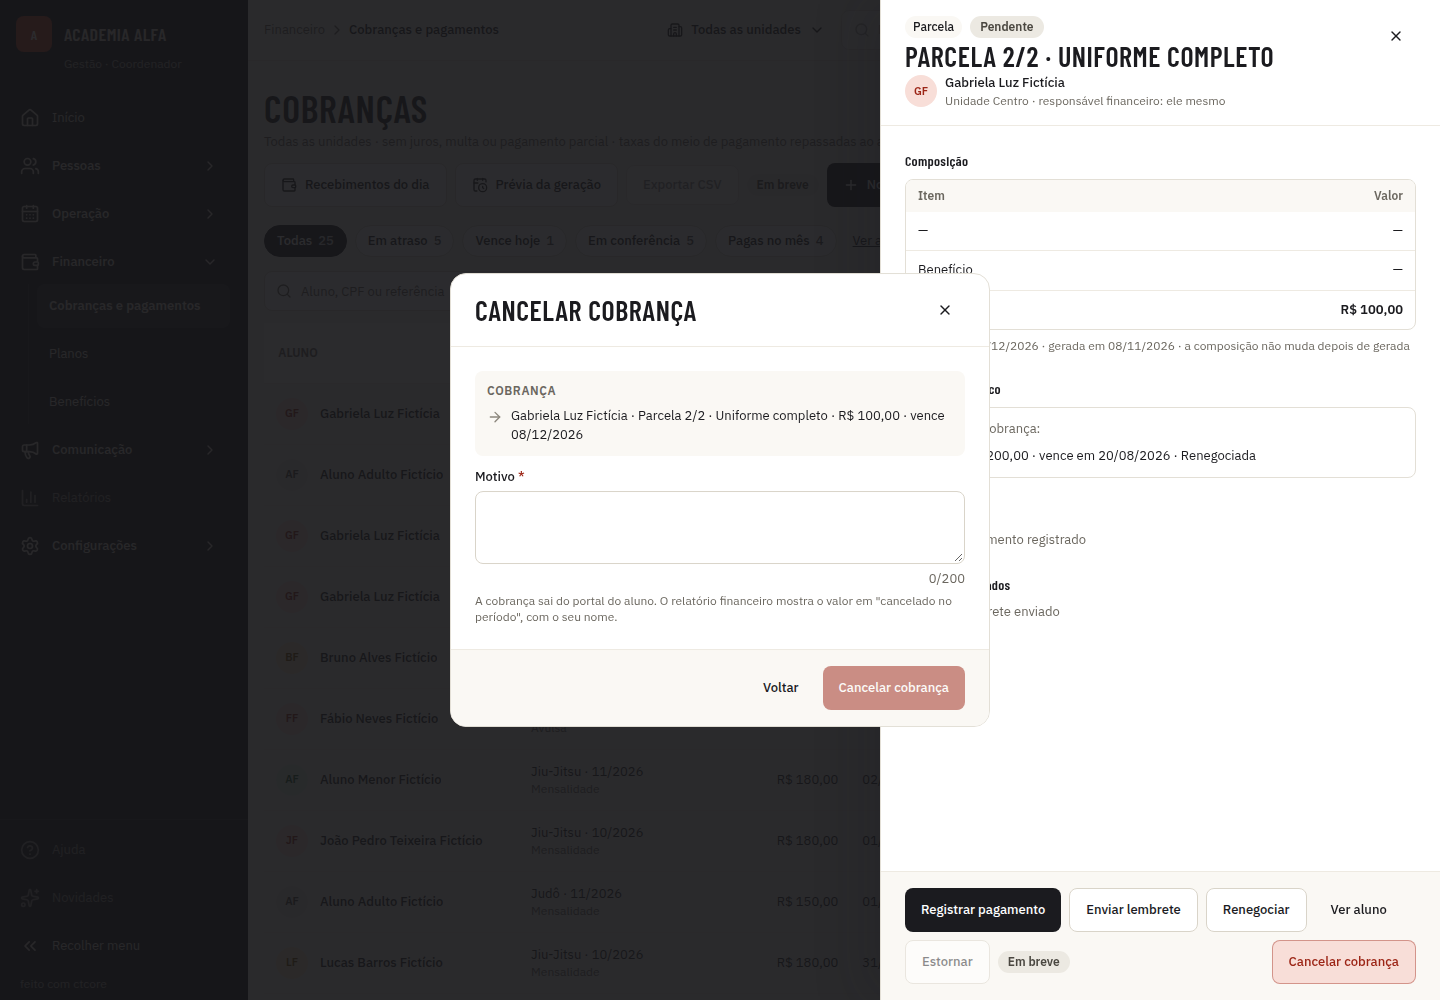 A
ACADEMIA ALFA
Gestão · Coordenador
Início
Pessoas
Operação
Financeiro
Cobranças e pagamentos
Planos
Benefícios
Comunicação
Relatórios
Configurações
Ajuda
Novidades
Recolher menu
feito com cfcore
Financeiro
Cobranças e pagamentos
Todas as unidades
COBRANÇAS
Todas as unidades · sem juros, multa ou pagamento parcial · taxas do meio de pagamento repassadas ao
Recebimentos do dia
Prévia da geração
Exportar CSV
Em breve
Todas 25
Em atraso 5
Vence hoje 1
Em conferência 5
Pagas no mês 4
Aluno, CPF ou referência
ALUNO
GF Gabriela Luz Fictícia
AF Aluno Adulto Fictício
GF Gabriela Luz Fictícia
GF Gabriela Luz Fictícia
BF Bruno Alves Fictício
FF Fábio Neves Fictício
AF Aluno Menor Fictício
Jiu-Jitsu · 11/2026
Mensalidade
R$ 180,00
JF João Pedro Teixeira Fictício
Jiu-Jitsu · 10/2026
Mensalidade
R$ 180,00
AF Aluno Adulto Fictício
Judô · 11/2026
Mensalidade
R$ 150,00
LF Lucas Barros Fictício
Jiu-Jitsu · 10/2026
Mensalidade
R$ 180,00
CANCELAR COBRANÇA
COBRANÇA
Gabriela Luz Fictícia · Parcela 2/2 · Uniforme completo · R$ 100,00 · vence
08/12/2026
Motivo *
0/200
A cobrança sai do portal do aluno. O relatório financeiro mostra o valor em "cancelado no
período", com o seu nome.
Voltar
Cancelar cobrança
Parcela
Pendente
PARCELA 2/2 · UNIFORME COMPLETO
GF
Gabriela Luz Fictícia
Unidade Centro · responsável financeiro: ele mesmo
Composição
Item
Valor
—
—
Benefício
—
R$ 100,00
/12/2026 · gerada em 08/11/2026 · a composição não muda depois de gerada
co
obrança:
200,00 · vence em 20/08/2026 · Renegociada
mento registrado
ados
rete enviado
Registrar pagamento
Enviar lembrete
Renegociar
Ver aluno
Estornar
Em breve
Cancelar cobrança